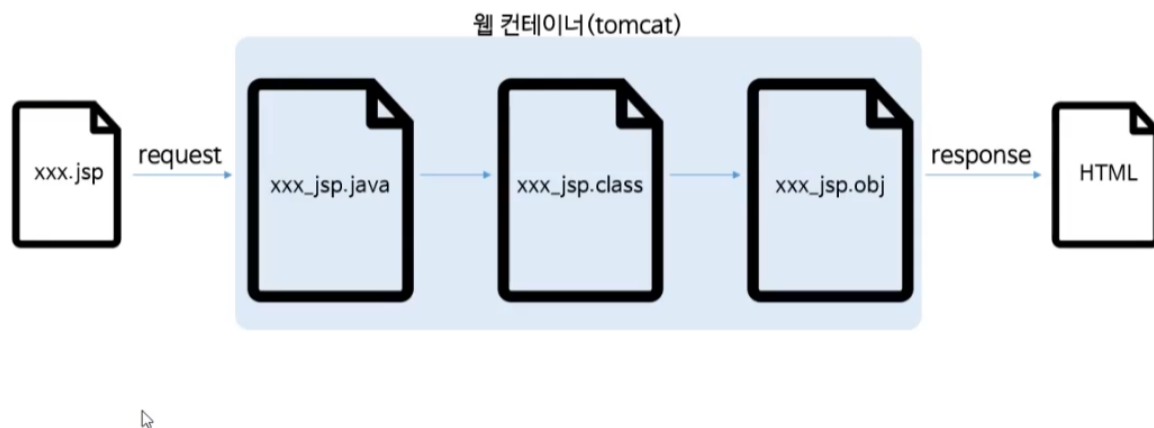 웹 컨테이너(tomcat)
xxx.jsp
request
xxx_jsp.java
xxx_jsp.class
xxx_jsp.obj
response
HTML